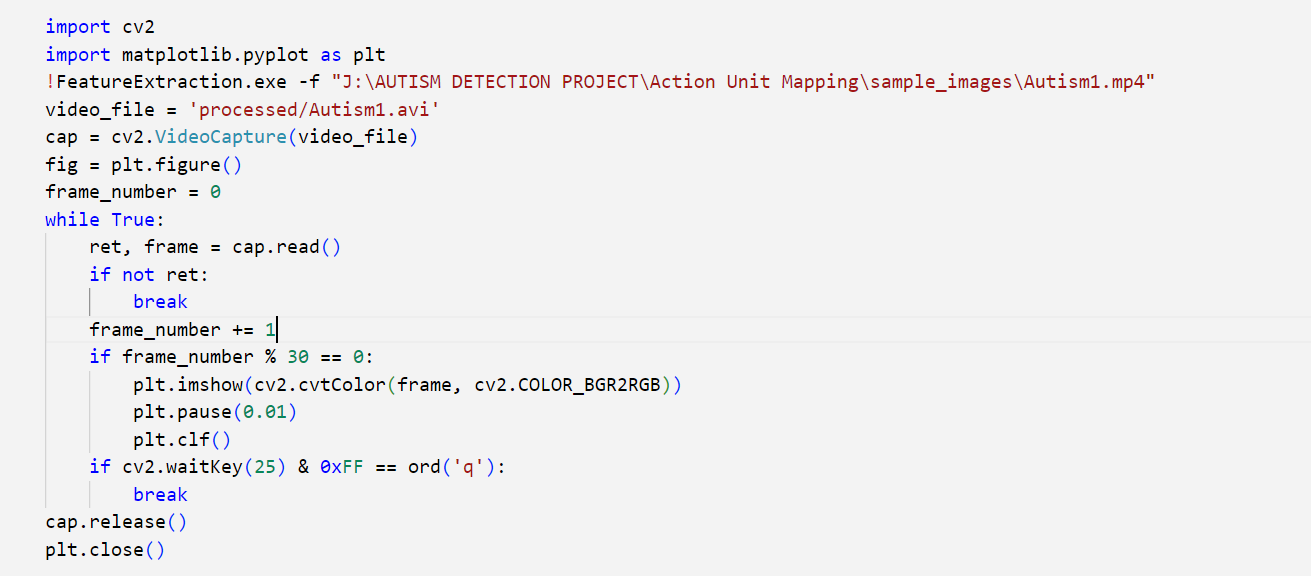 import cv2
import matplotlib.pyplot as plt
!FeatureExtraction.exe -f "J:\AUTISM DETECTION PROJECT\Action Unit Mapping\sample_images\Autism1.mp4"
video_file = 'processed/Autism1.avi'
cap = cv2.VideoCapture(video_file)
fig = plt.figure()
frame_number = 0
while True:
    ret, frame = cap.read()
    if not ret:
        break
    frame_number += 1
    if frame_number % 30 == 0:
        plt.imshow(cv2.cvtColor(frame, cv2.COLOR_BGR2RGB))
        plt.pause(0.01)
        plt.clf()
    if cv2.waitKey(25) & 0xFF == ord('q'):
        break
cap.release()
plt.close()